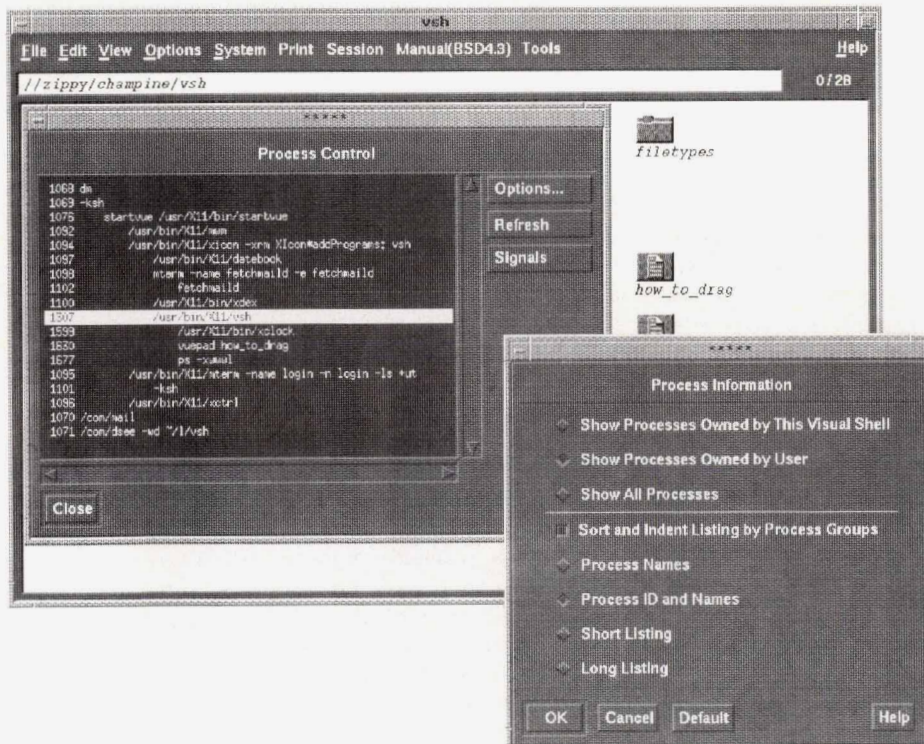 vsh
File Edit View Options System Print Session Manual(BSD4.3) Tools Help
//zippy/champine/vsh 0/28
*****
Process Control
1068 dm
1069 -ksh
1076 startvue /usr/X11/bin/startvue
1092 /usr/bin/X11/mwm
1094 /usr/bin/X11/xicon -xrm XIcon*addPrograms: vsh
1097 /usr/bin/X11/datebook
1098 mterm -name fetchmaild -e fetchmaild
1102 fetchmaild
1100 /usr/X11/bin/xdex
1307 /usr/bin/X11/vsh
1599 /usr/X11/bin/xclock
1630 vuepad how_to_drag
1677 ps -xuwwl
1095 /usr/bin/X11/mterm -name login -n login -ls +ut
1101 -ksh
1096 /usr/bin/X11/xctrl
1070 /com/mail
1071 /com/dsee -wd ~/l/vsh
Options...
Refresh
Signals
Close
filetypes
how_to_drag
*****
Process Information
Show Processes Owned by This Visual Shell
Show Processes Owned by User
Show All Processes
Sort and Indent Listing by Process Groups
Process Names
Process ID and Names
Short Listing
Long Listing
OK Cancel Default Help